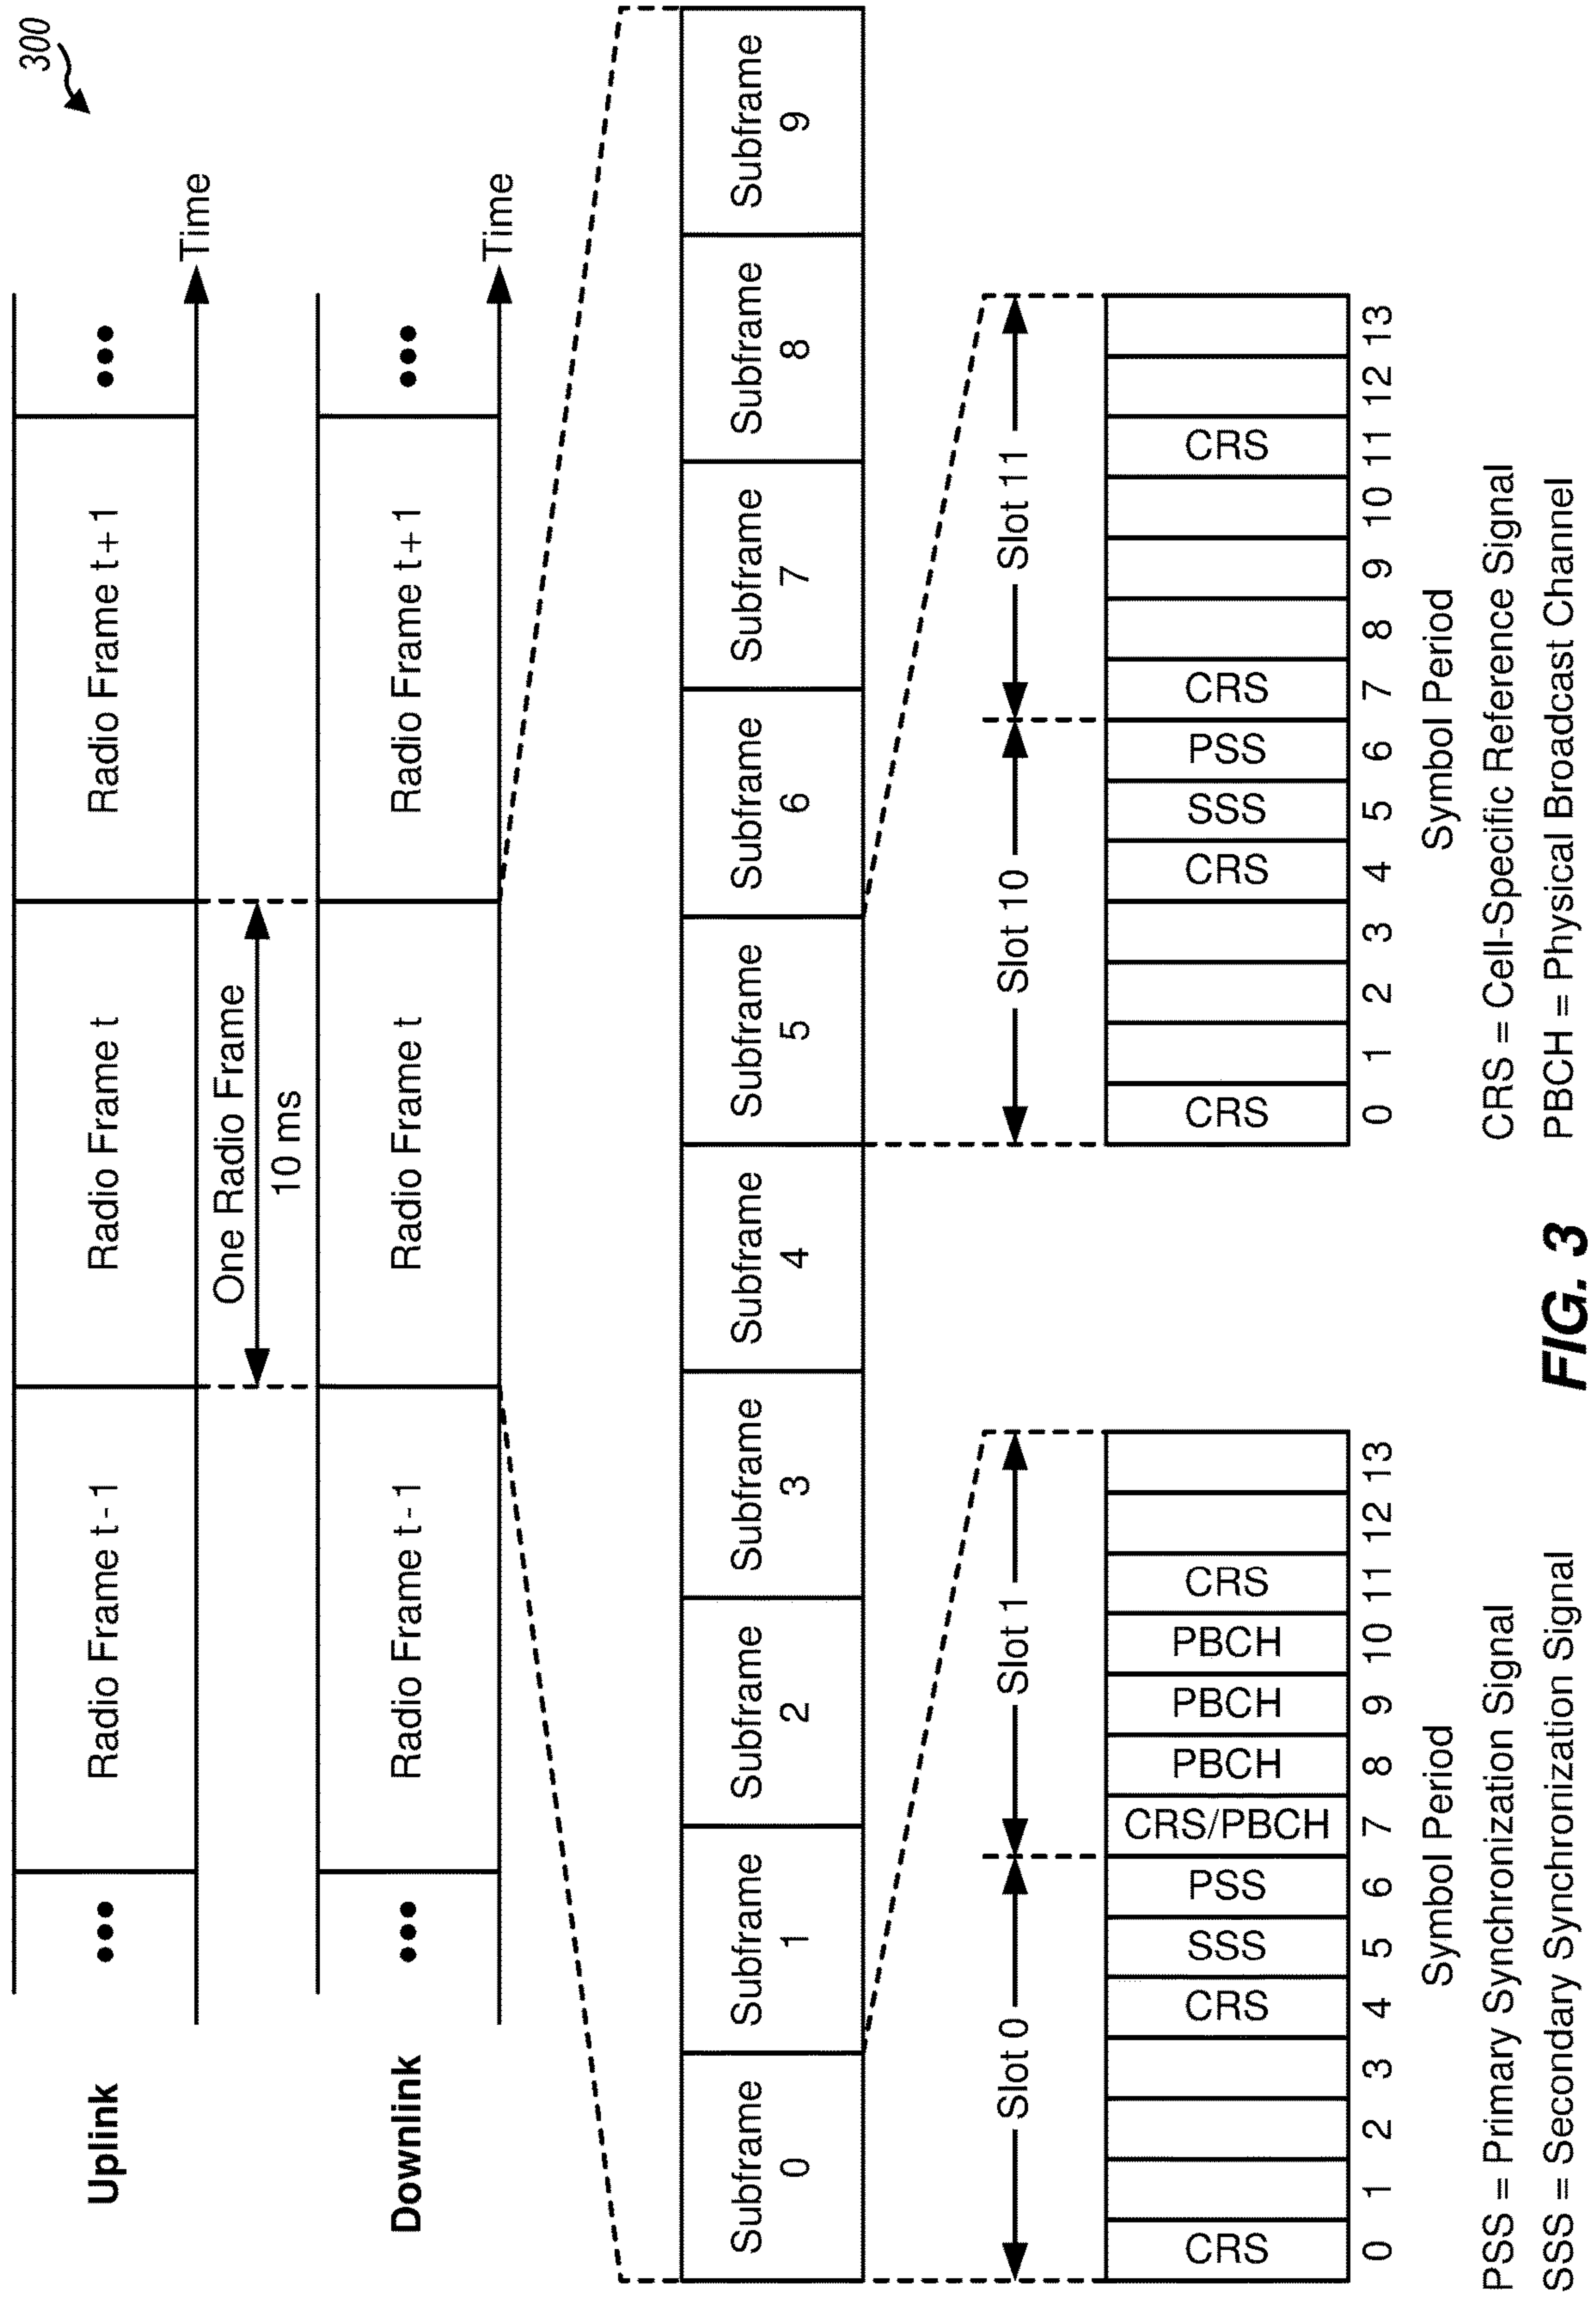 300
Uplink
••• Radio Frame t - 1 Radio Frame t Radio Frame t + 1 •••
Time
One Radio Frame
10 ms
Downlink
••• Radio Frame t - 1 Radio Frame t Radio Frame t + 1 •••
Time
Subframe 0
Subframe 1
Subframe 2
Subframe 3
Subframe 4
Subframe 5
Subframe 6
Subframe 7
Subframe 8
Subframe 9
Slot 0 Slot 1
CRS CRS SSS PSS CRS/PBCH PBCH PBCH PBCH CRS
0 1 2 3 4 5 6 7 8 9 10 11 12 13
Symbol Period
Slot 10 Slot 11
CRS CRS SSS PSS CRS CRS
0 1 2 3 4 5 6 7 8 9 10 11 12 13
Symbol Period
PSS = Primary Synchronization Signal
SSS = Secondary Synchronization Signal
CRS = Cell-Specific Reference Signal
PBCH = Physical Broadcast Channel
FIG. 3